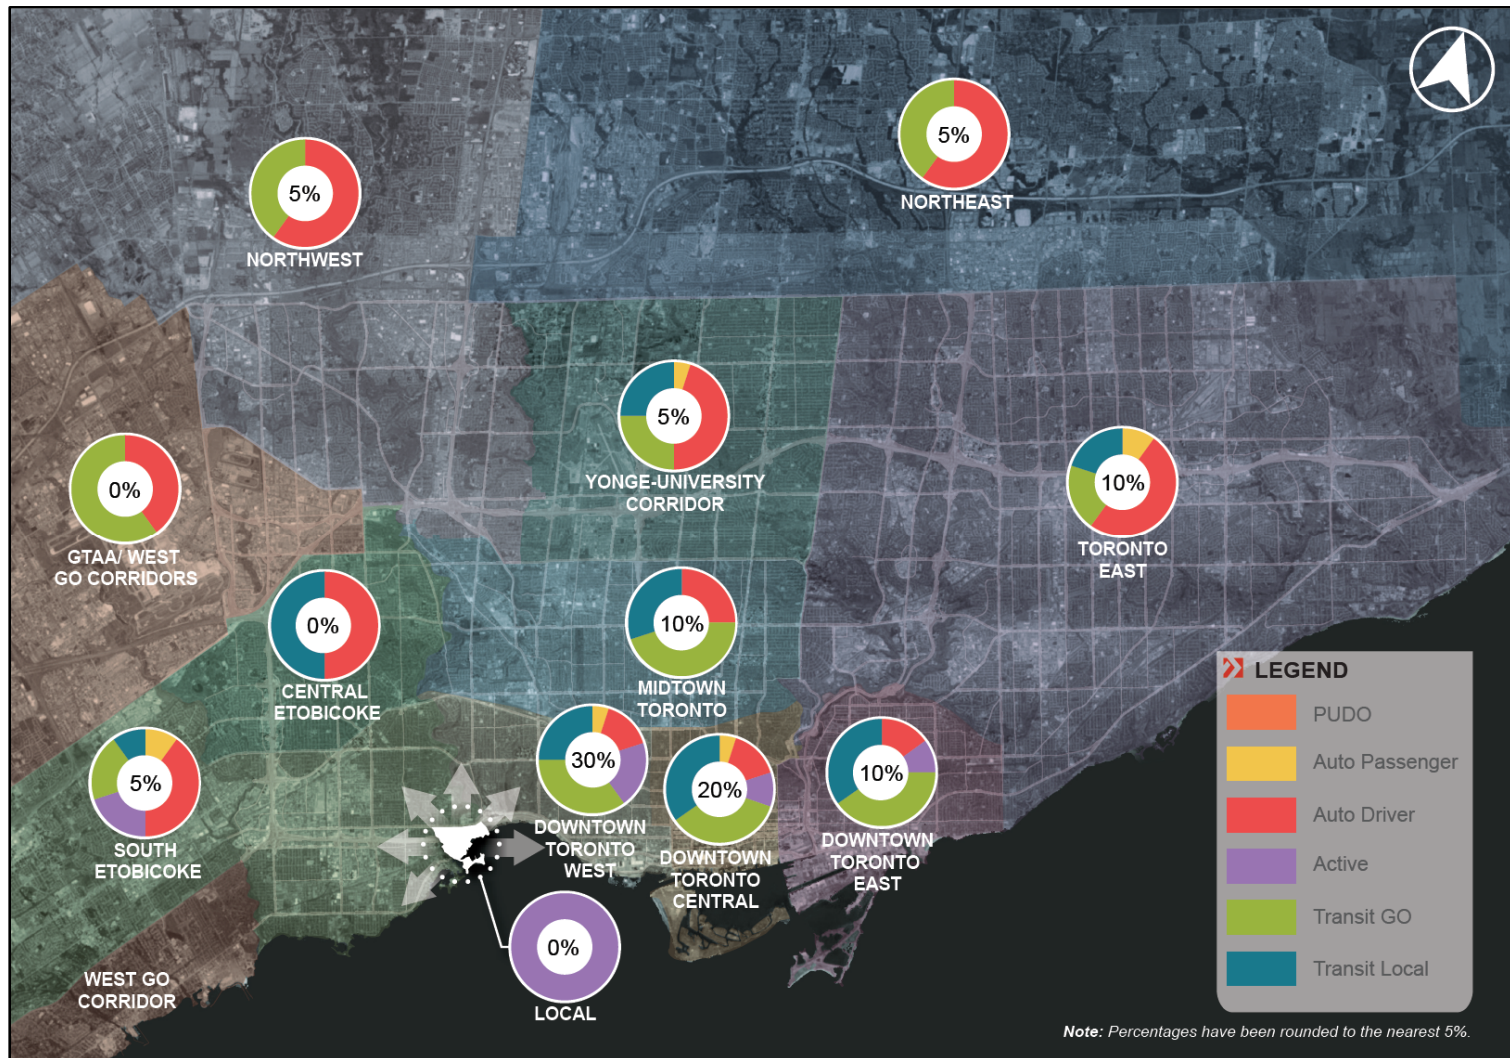 5%
NORTHEAST
5%
NORTHWEST
5%
YONGE-UNIVERSITY
CORRIDOR
10%
TORONTO
EAST
0%
GTAA/ WEST
GO CORRIDORS
0%
CENTRAL
ETOBICOKE
10%
MIDTOWN
TORONTO
5%
SOUTH
ETOBICOKE
30%
DOWNTOWN
TORONTO
WEST
20%
DOWNTOWN
TORONTO
CENTRAL
10%
DOWNTOWN
TORONTO
EAST
0%
LOCAL
WEST GO
CORRIDOR
LEGEND
PUDO
Auto Passenger
Auto Driver
Active
Transit GO
Transit Local
Note: Percentages have been rounded to the nearest 5%.